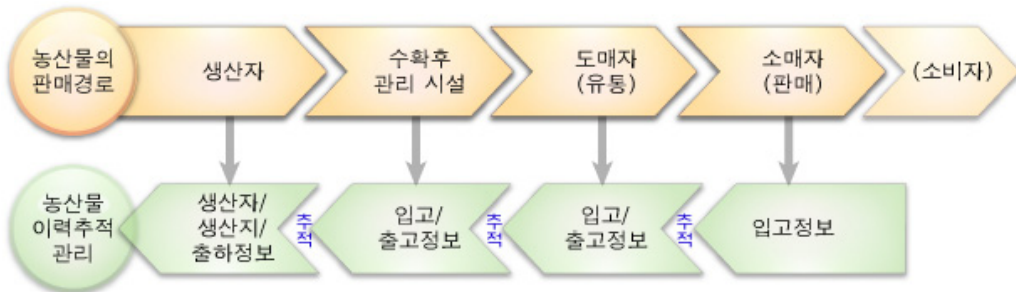 농산물의
판매경로
생산자
수확후
관리 시설
도매자
(유통)
소매자
(판매)
(소비자)
농산물
이력추적
관리
생산자/
생산지/
출하정보
추적
입고/
출고정보
추적
입고/
출고정보
추적
입고정보